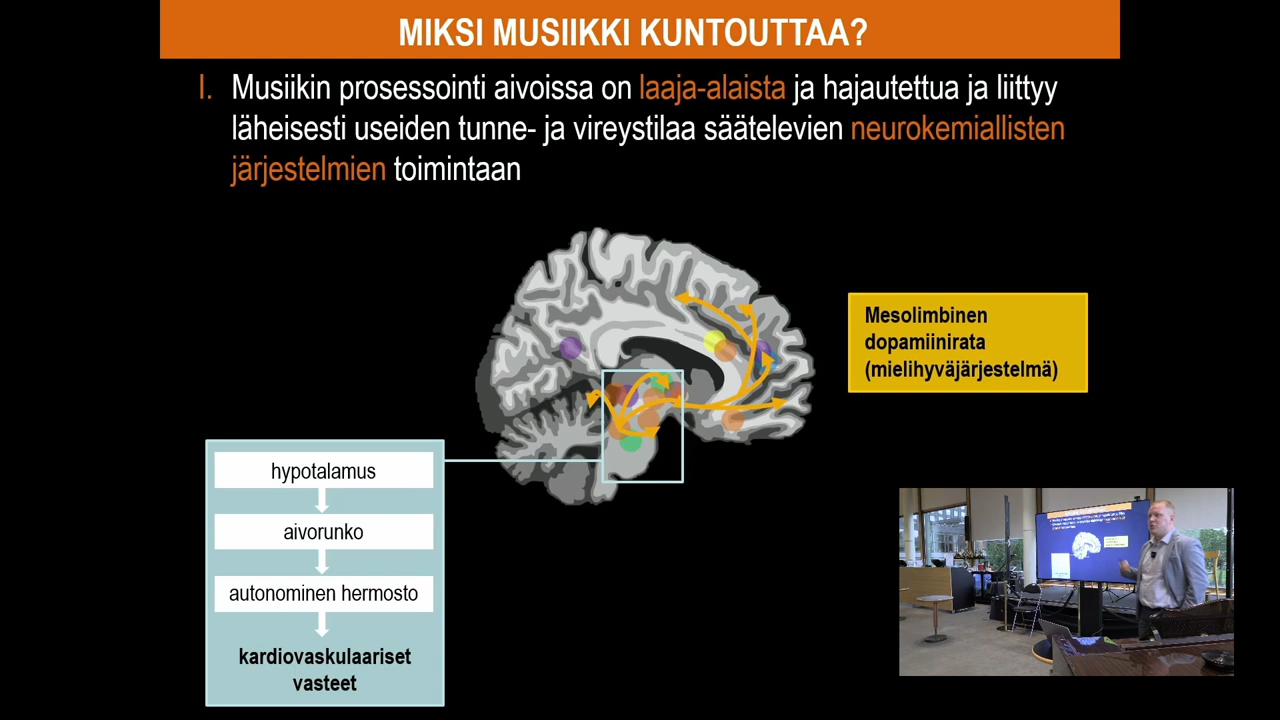 MIKSI MUSIIKKI KUNTOUTTAA?
I. Musiikin prosessointi aivoissa on laaja-alaista ja hajautettua ja liittyy
läheisesti useiden tunne- ja vireystilaa säätelevien neurokemiallisten
järjestelmien toimintaan
Mesolimbinen
dopamiinirata
(mielihyväjärjestelmä)
hypotalamus
aivorunko
autonominen hermosto
kardiovaskulaariset
vasteet